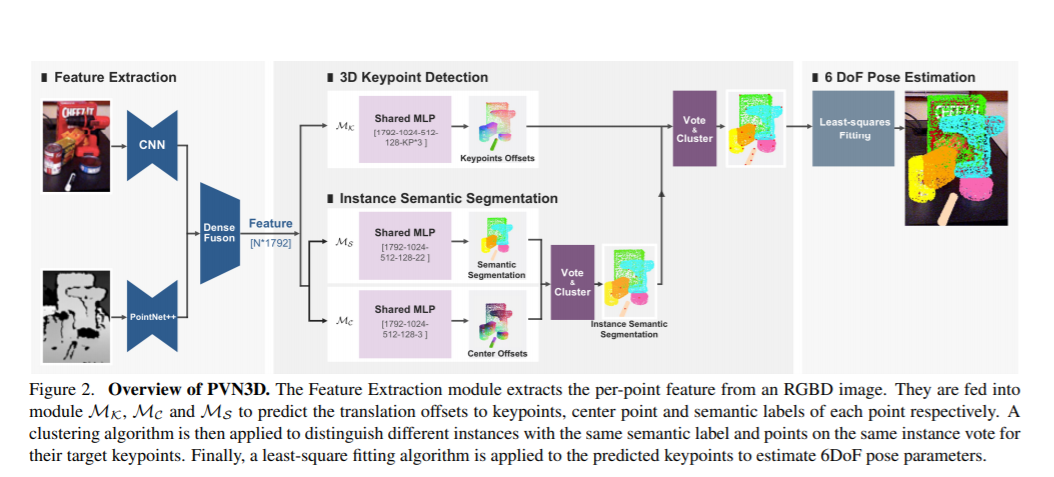 Feature Extraction
3D Keypoint Detection
6 DoF Pose Estimation
CHEEZ IT
CNN
PointNet++
Dense
Fuson
Feature
[N*1792]
M𝒦
Shared MLP
[1792-1024-512-
128-KP*3 ]
Keypoints Offsets
Instance Semantic Segmentation
M𝒮
Shared MLP
[1792-1024-
512-128-22 ]
Semantic
Segmentation
M𝒞
Shared MLP
[1792-1024-
512-128-3 ]
Center Offsets
Vote
&
Cluster
Instance Semantic
Segmentation
Vote
&
Cluster
Least-squares
Fitting
Figure 2. Overview of PVN3D. The Feature Extraction module extracts the per-point feature from an RGBD image. They are fed into
module M𝒦, M𝒞 and M𝒮 to predict the translation offsets to keypoints, center point and semantic labels of each point respectively. A
clustering algorithm is then applied to distinguish different instances with the same semantic label and points on the same instance vote for
their target keypoints. Finally, a least-square fitting algorithm is applied to the predicted keypoints to estimate 6DoF pose parameters.